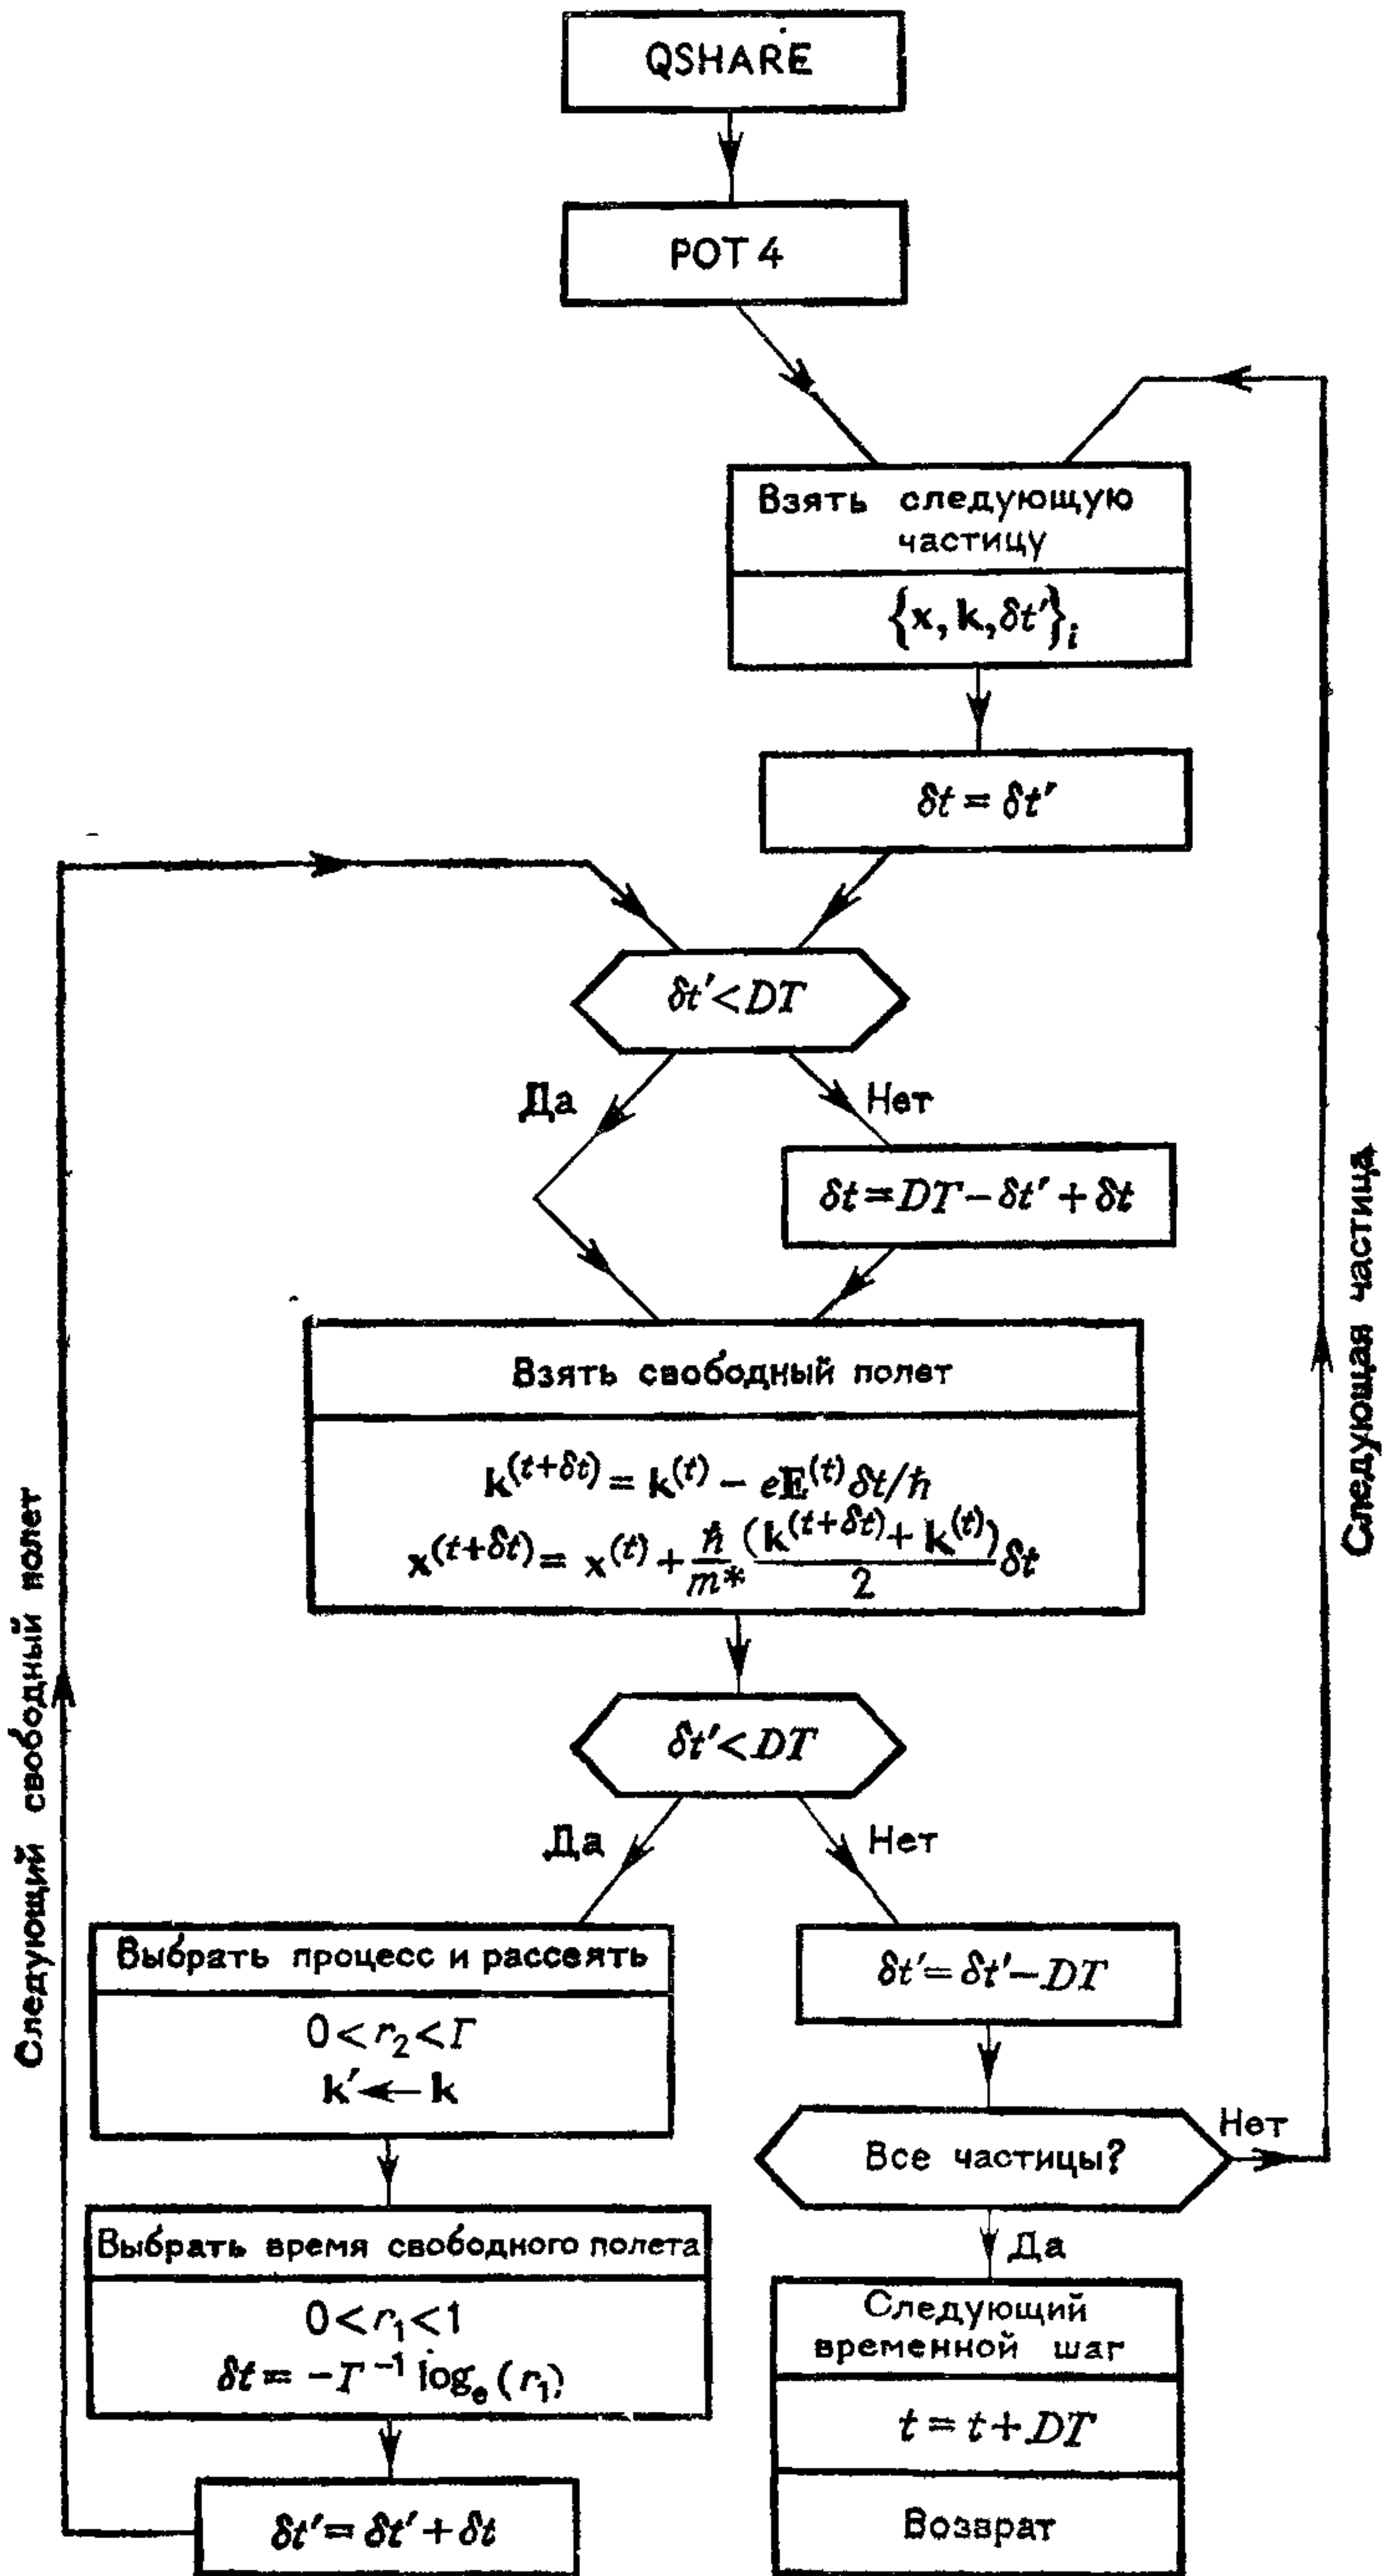 QSHARE
POT 4
Взять следующую
частицу
{x, k, δt′}ᵢ
δt = δt′
δt′ < DT
Да
Нет
δt = DT − δt′ + δt
Взять свободный полет
k^(t+δt) = k^(t) − eE^(t) δt/ħ
x^(t+δt) = x^(t) + ħ/m* (k^(t+δt) + k^(t))/2 δt
δt′ < DT
Да
Нет
Выбрать процесс и рассеять
0 < r₂ < Γ
k′ ← k
Выбрать время свободного полета
0 < r₁ < 1
δt = −Γ⁻¹ logₑ (r₁)
δt′ = δt′ + δt
Следующий свободный полет
δt′ = δt′ − DT
Все частицы?
Нет
Да
Следующий
временной шаг
t = t + DT
Возврат
Следующая частица